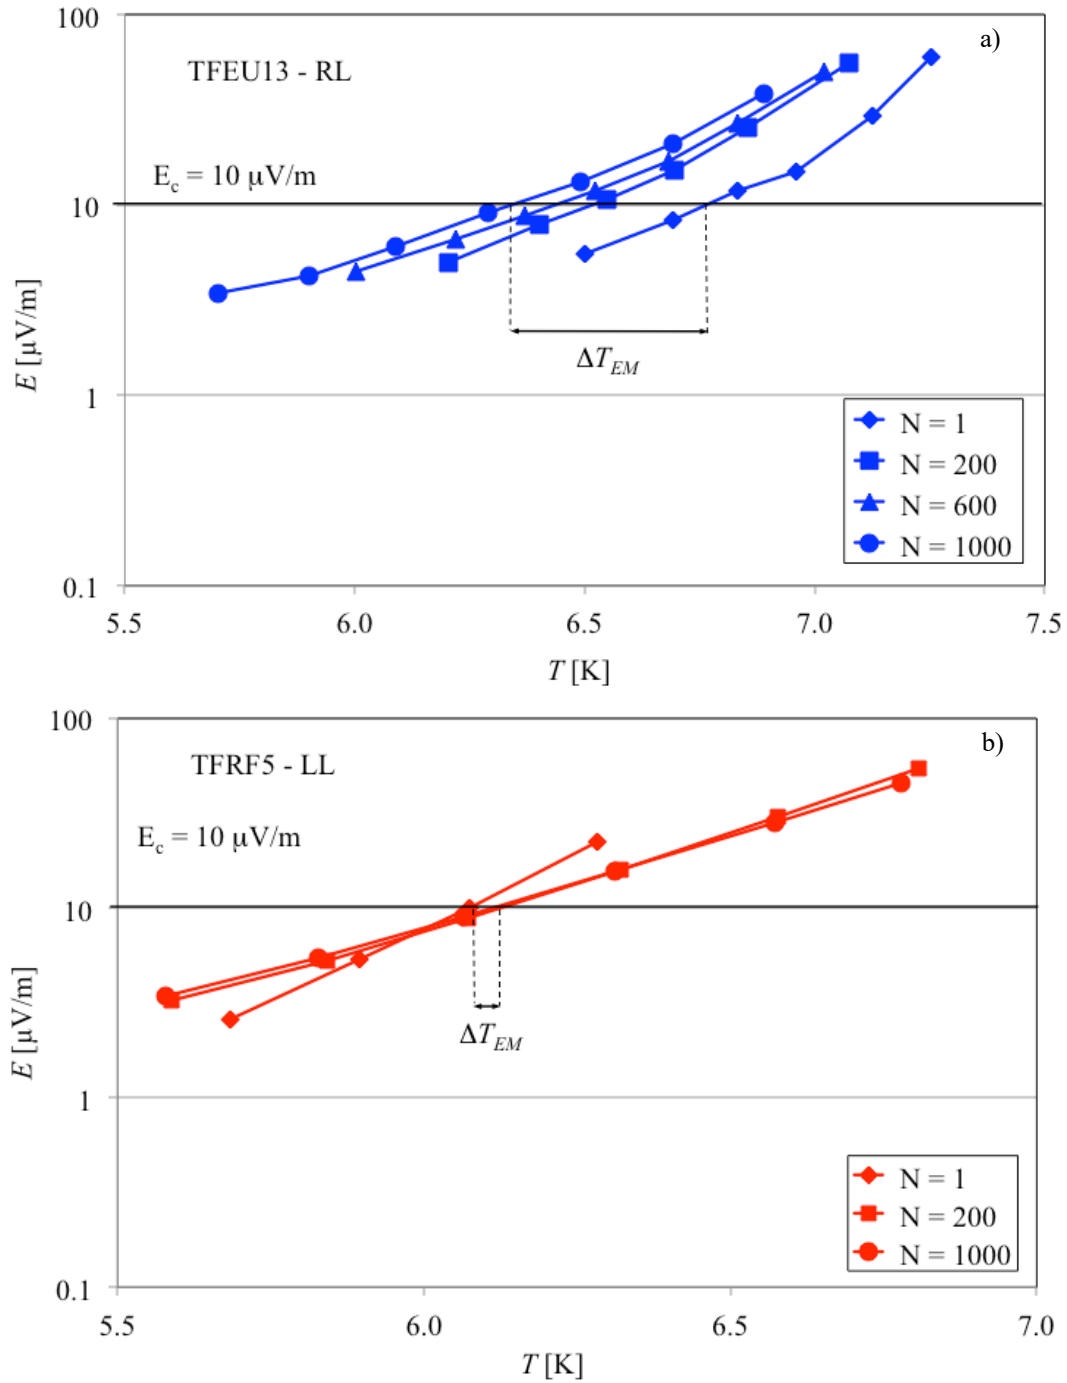 100
a)
TFEU13 - RL
E_c = 10 μV/m
10
E [μV/m]
ΔT_EM
1
N = 1
N = 200
N = 600
N = 1000
0.1
5.5 6.0 6.5 7.0 7.5
T [K]
100
b)
TFRF5 - LL
E_c = 10 μV/m
10
E [μV/m]
ΔT_EM
1
N = 1
N = 200
N = 1000
0.1
5.5 6.0 6.5 7.0
T [K]